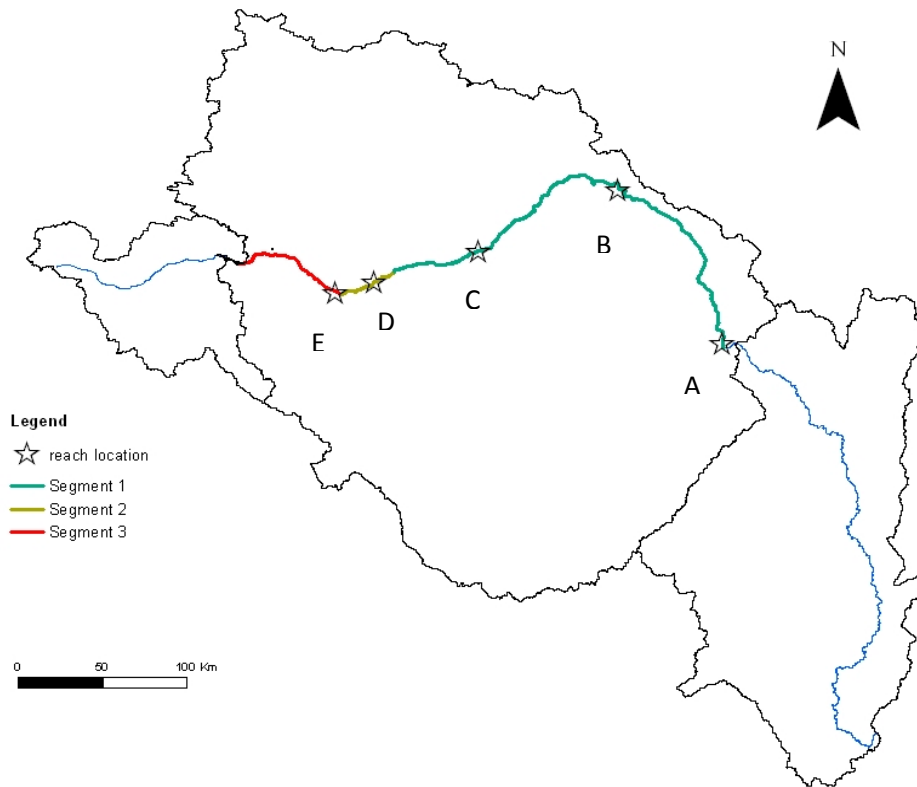 N
B
C
D
E
A
Legend
reach location
Segment 1
Segment 2
Segment 3
0 50 100 Km